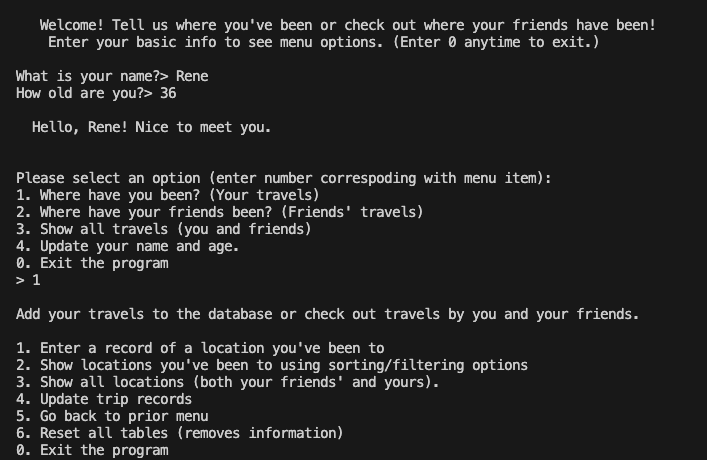 Welcome! Tell us where you've been or check out where your friends have been!
Enter your basic info to see menu options. (Enter 0 anytime to exit.)
What is your name?> Rene
How old are you?> 36
Hello, Rene! Nice to meet you.
Please select an option (enter number correspoding with menu item):
1. Where have you been? (Your travels)
2. Where have your friends been? (Friends' travels)
3. Show all travels (you and friends)
4. Update your name and age.
0. Exit the program
> 1
Add your travels to the database or check out travels by you and your friends.
1. Enter a record of a location you've been to
2. Show locations you've been to using sorting/filtering options
3. Show all locations (both your friends' and yours).
4. Update trip records
5. Go back to prior menu
6. Reset all tables (removes information)
0. Exit the program